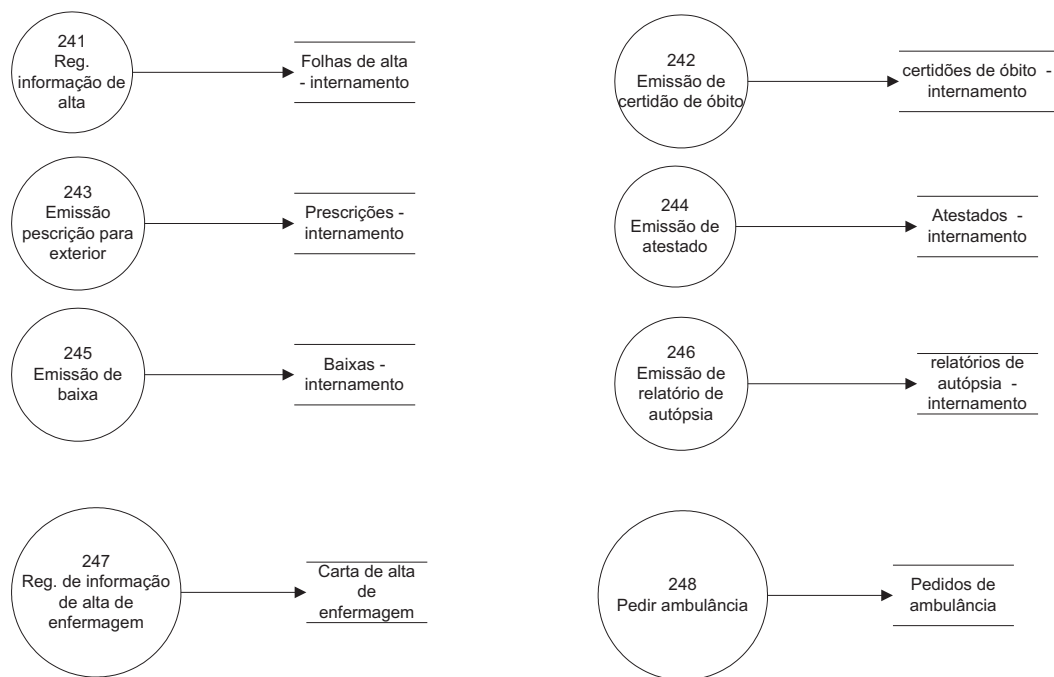 241
Reg.
informação de
alta
Folhas de alta
- internamento
242
Emissão de
certidão de óbito
certidões de óbito -
internamento
243
Emissão
pescrição para
exterior
Prescrições -
internamento
244
Emissão de
atestado
Atestados -
internamento
245
Emissão de
baixa
Baixas -
internamento
246
Emissão de
relatório de
autópsia
relatórios de
autópsia -
internamento
247
Reg. de informação
de alta de
enfermagem
Carta de alta
de
enfermagem
248
Pedir ambulância
Pedidos de
ambulância